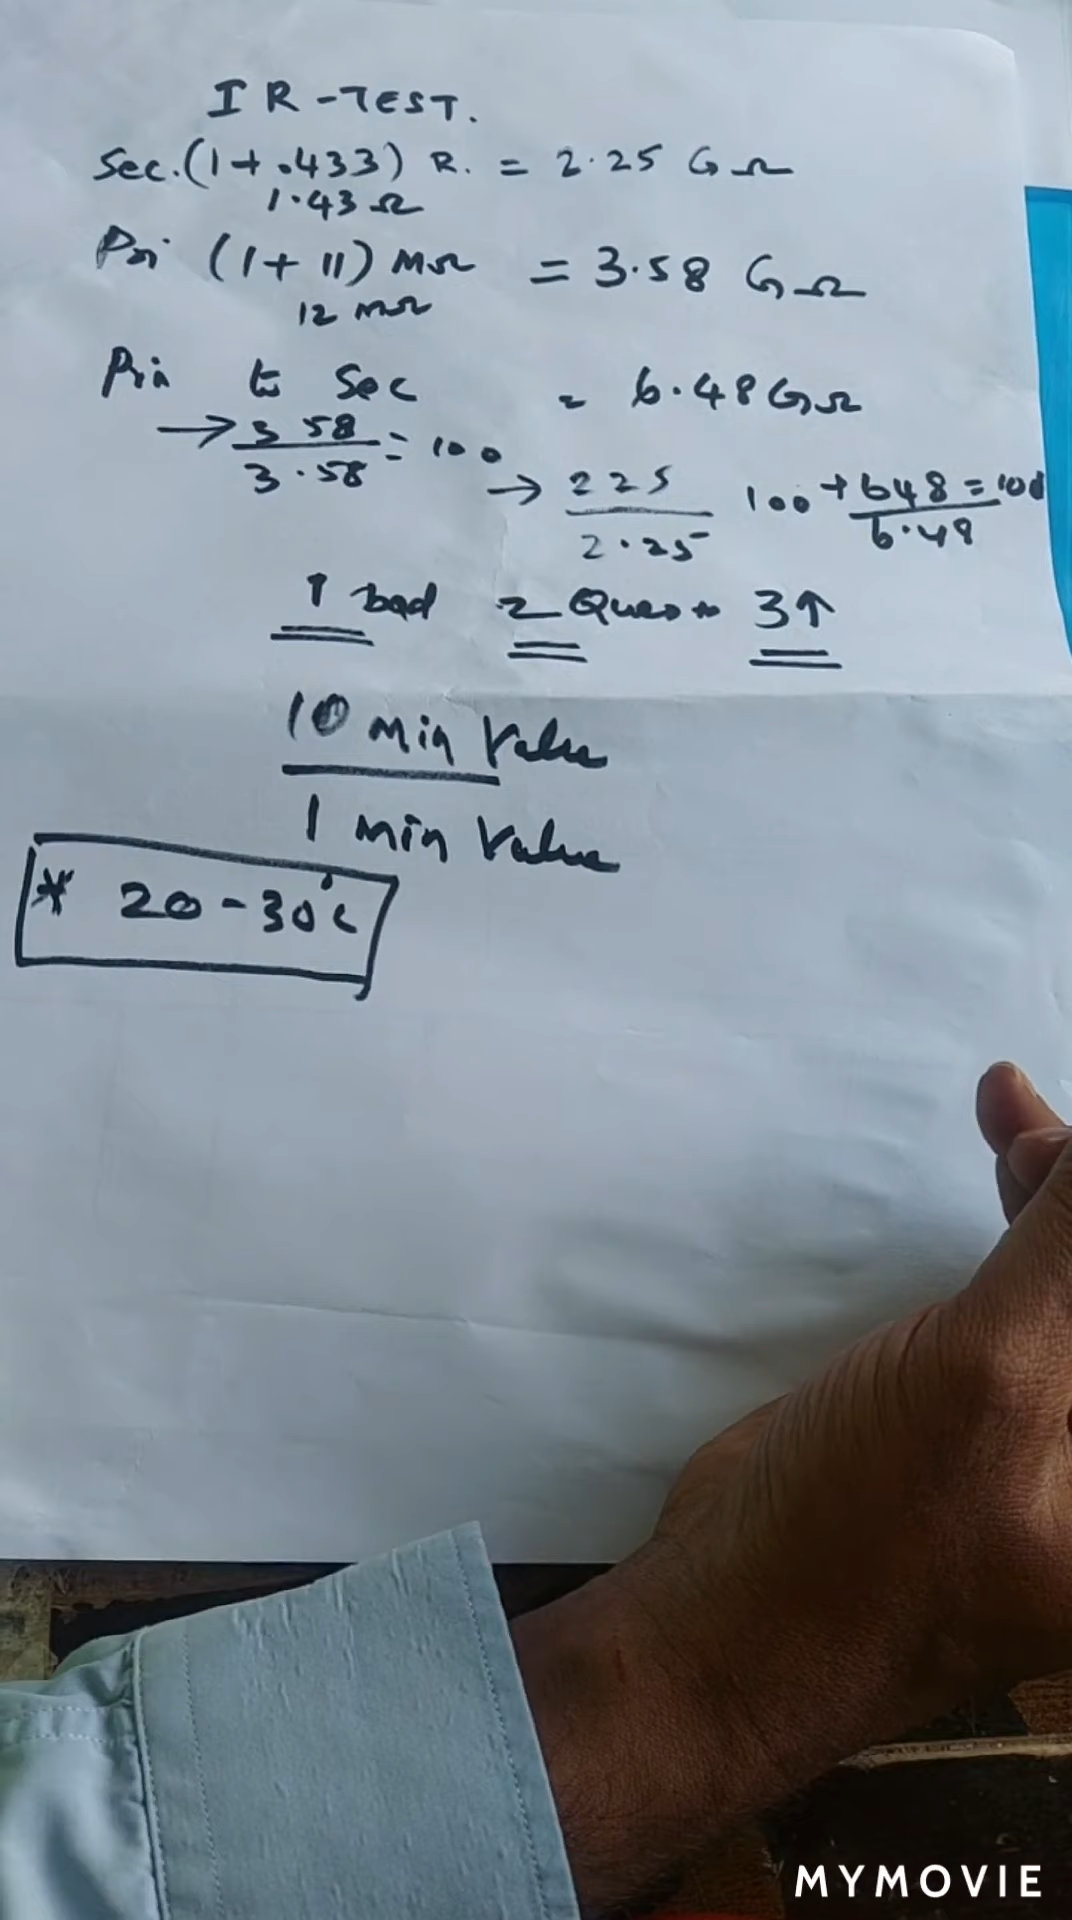 IR-TEST.
Sec.(1+.433) R. = 2.25 GΩ
1.43 Ω
Pri (1+11) MΩ = 3.58 GΩ
12 MΩ
Pri to Sec = 6.48 GΩ
→ 358/3.58 = 100
→ 225/2.25 100 + 648/6.48 = 100
1 bad 2 Ques 3↑
10 Min Value
1 Min Value
* 20-30°c
MYMOVIE